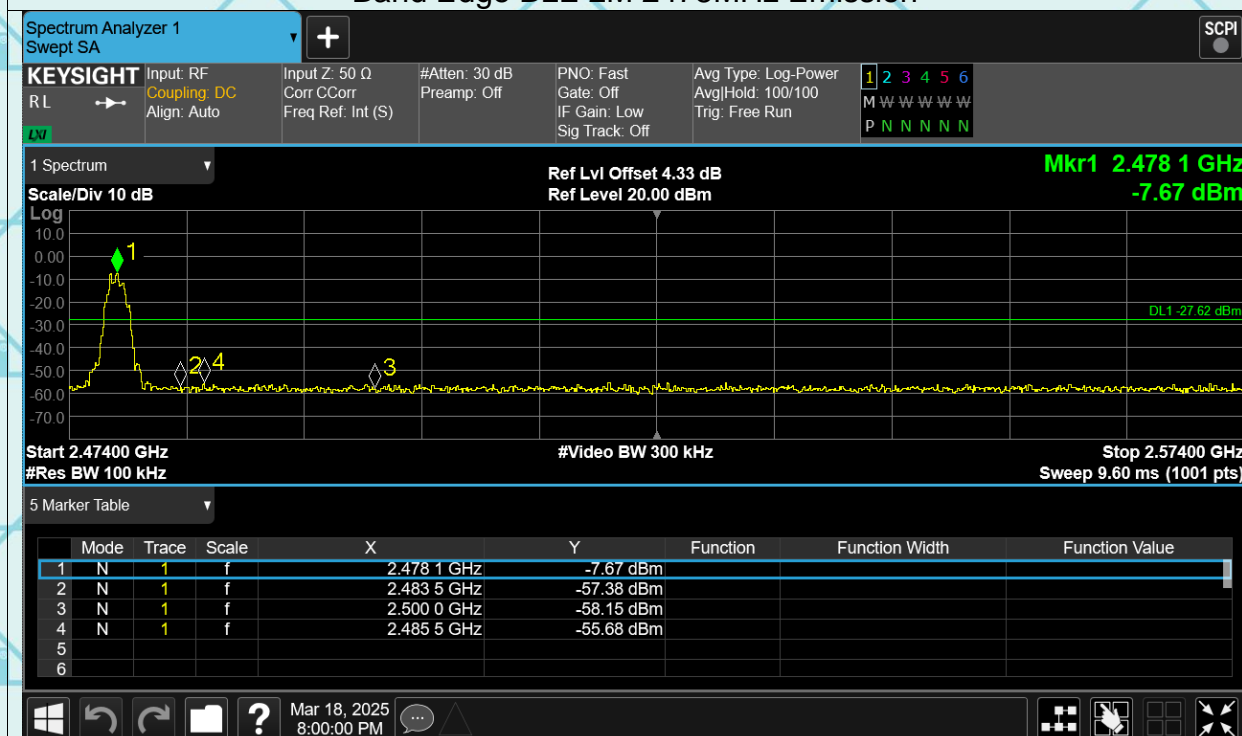 Spectrum Analyzer 1
Swept SA
+
SCPI
KEYSIGHT Input: RF Input Z: 50 Ω #Atten: 30 dB PNO: Fast Avg Type: Log-Power 1 2 3 4 5 6
R L Coupling: DC Corr CCorr Preamp: Off Gate: Off Avg|Hold: 100/100 M W W W W W
Align: Auto Freq Ref: Int (S) IF Gain: Low Trig: Free Run P N N N N N
LXI Sig Track: Off
1 Spectrum Ref Lvl Offset 4.33 dB Mkr1 2.478 1 GHz
Scale/Div 10 dB Ref Level 20.00 dBm -7.67 dBm
Log
10.0
0.00 1
-10.0
-20.0
DL1 -27.62 dBm
-30.0
-40.0
2 4 3
-50.0
-60.0
-70.0
Start 2.47400 GHz #Video BW 300 kHz Stop 2.57400 GHz
#Res BW 100 kHz Sweep 9.60 ms (1001 pts)
5 Marker Table
Mode Trace Scale X Y Function Function Width Function Value
1 N 1 f 2.478 1 GHz -7.67 dBm
2 N 1 f 2.483 5 GHz -57.38 dBm
3 N 1 f 2.500 0 GHz -58.15 dBm
4 N 1 f 2.485 5 GHz -55.68 dBm
5
6
? Mar 18, 2025
8:00:00 PM